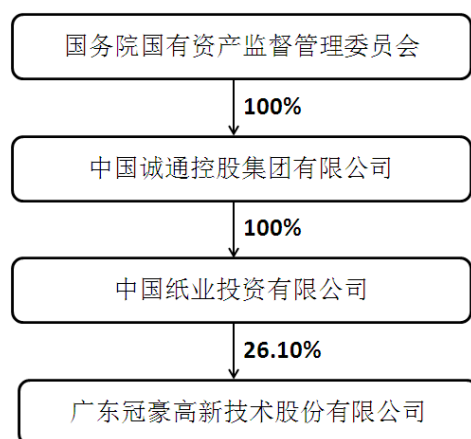 国务院国有资产监督管理委员会
100%
中国诚通控股集团有限公司
100%
中国纸业投资有限公司
26.10%
广东冠豪高新技术股份有限公司